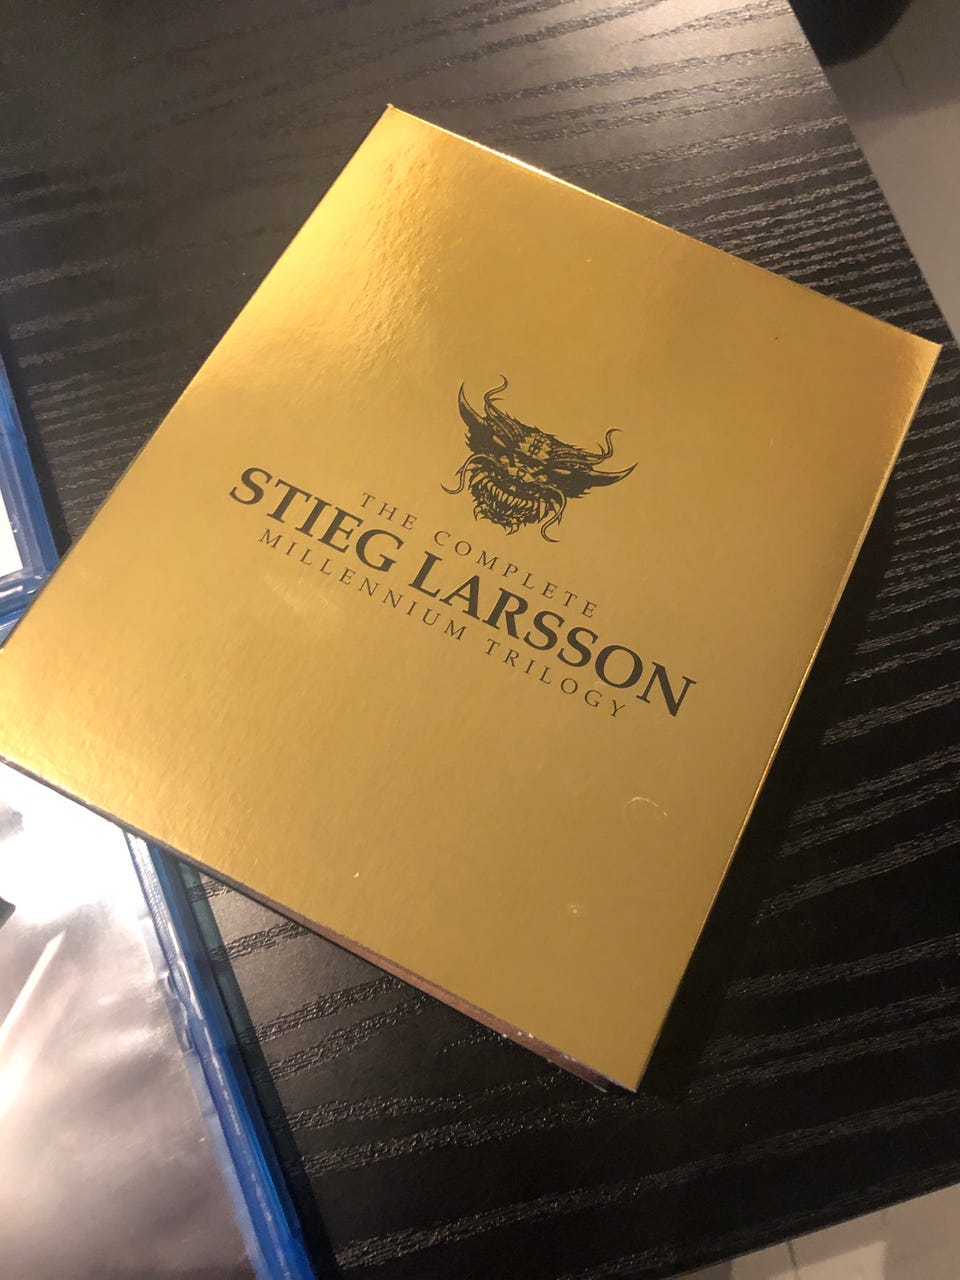 THE COMPLETE
STIEG LARSSON
MILLENNIUM TRILOGY